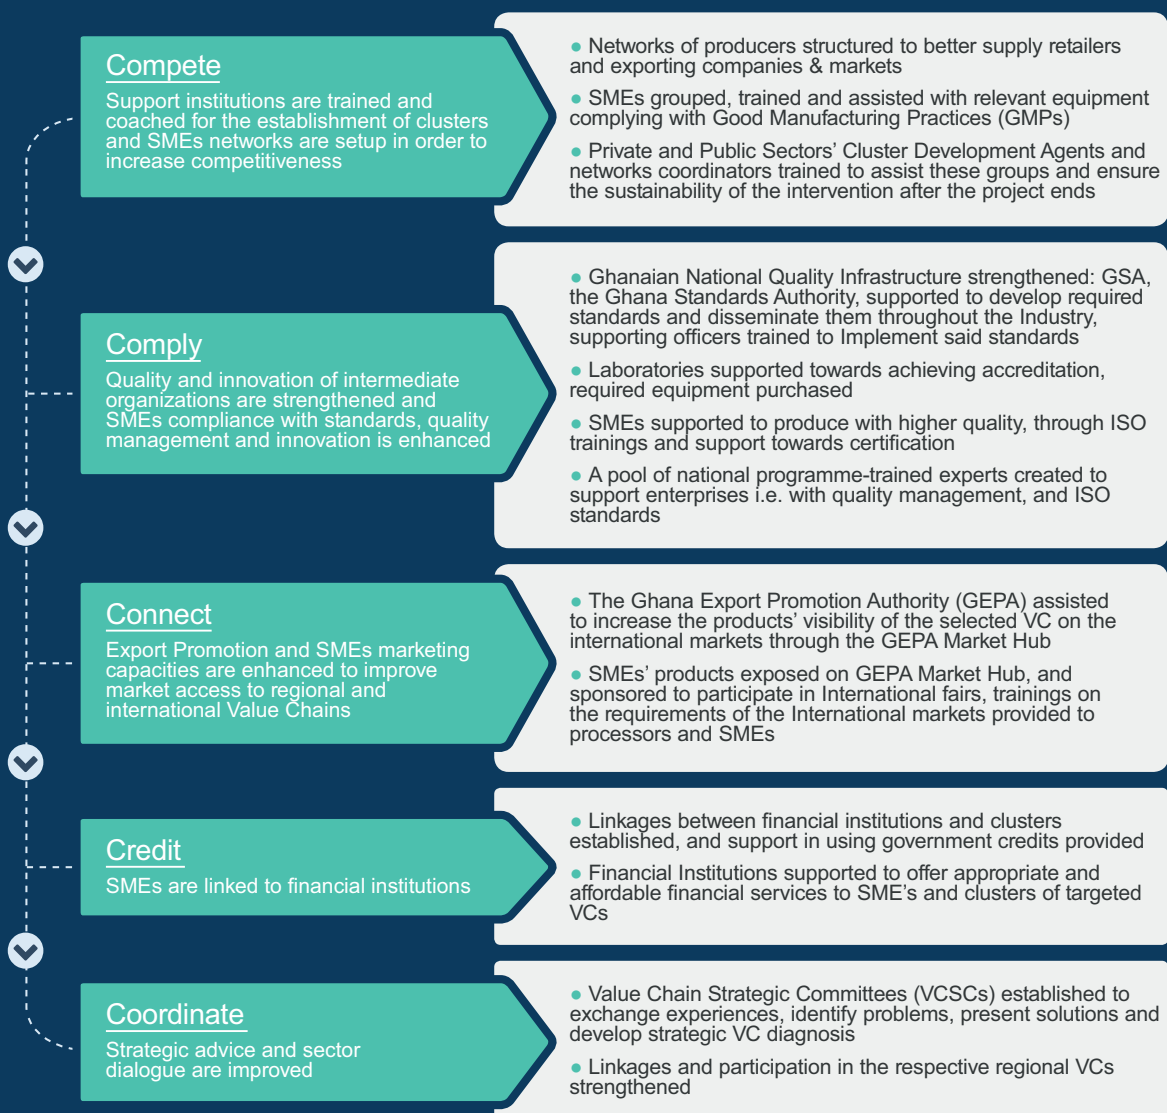 Compete
Support institutions are trained and
coached for the establishment of clusters
and SMEs networks are setup in order to
increase competitiveness
● Networks of producers structured to better supply retailers
and exporting companies & markets
● SMEs grouped, trained and assisted with relevant equipment
complying with Good Manufacturing Practices (GMPs)
● Private and Public Sectors’ Cluster Development Agents and
networks coordinators trained to assist these groups and ensure
the sustainability of the intervention after the project ends
Comply
Quality and innovation of intermediate
organizations are strengthened and
SMEs compliance with standards, quality
management and innovation is enhanced
● Ghanaian National Quality Infrastructure strengthened: GSA,
the Ghana Standards Authority, supported to develop required
standards and disseminate them throughout the Industry,
supporting officers trained to Implement said standards
● Laboratories supported towards achieving accreditation,
required equipment purchased
● SMEs supported to produce with higher quality, through ISO
trainings and support towards certification
● A pool of national programme-trained experts created to
support enterprises i.e. with quality management, and ISO
standards
Connect
Export Promotion and SMEs marketing
capacities are enhanced to improve
market access to regional and
international Value Chains
● The Ghana Export Promotion Authority (GEPA) assisted
to increase the products’ visibility of the selected VC on the
international markets through the GEPA Market Hub
● SMEs’ products exposed on GEPA Market Hub, and
sponsored to participate in International fairs, trainings on
the requirements of the International markets provided to
processors and SMEs
Credit
SMEs are linked to financial institutions
● Linkages between financial institutions and clusters
established, and support in using government credits provided
● Financial Institutions supported to offer appropriate and
affordable financial services to SME’s and clusters of targeted
VCs
Coordinate
Strategic advice and sector
dialogue are improved
● Value Chain Strategic Committees (VCSCs) established to
exchange experiences, identify problems, present solutions and
develop strategic VC diagnosis
● Linkages and participation in the respective regional VCs
strengthened